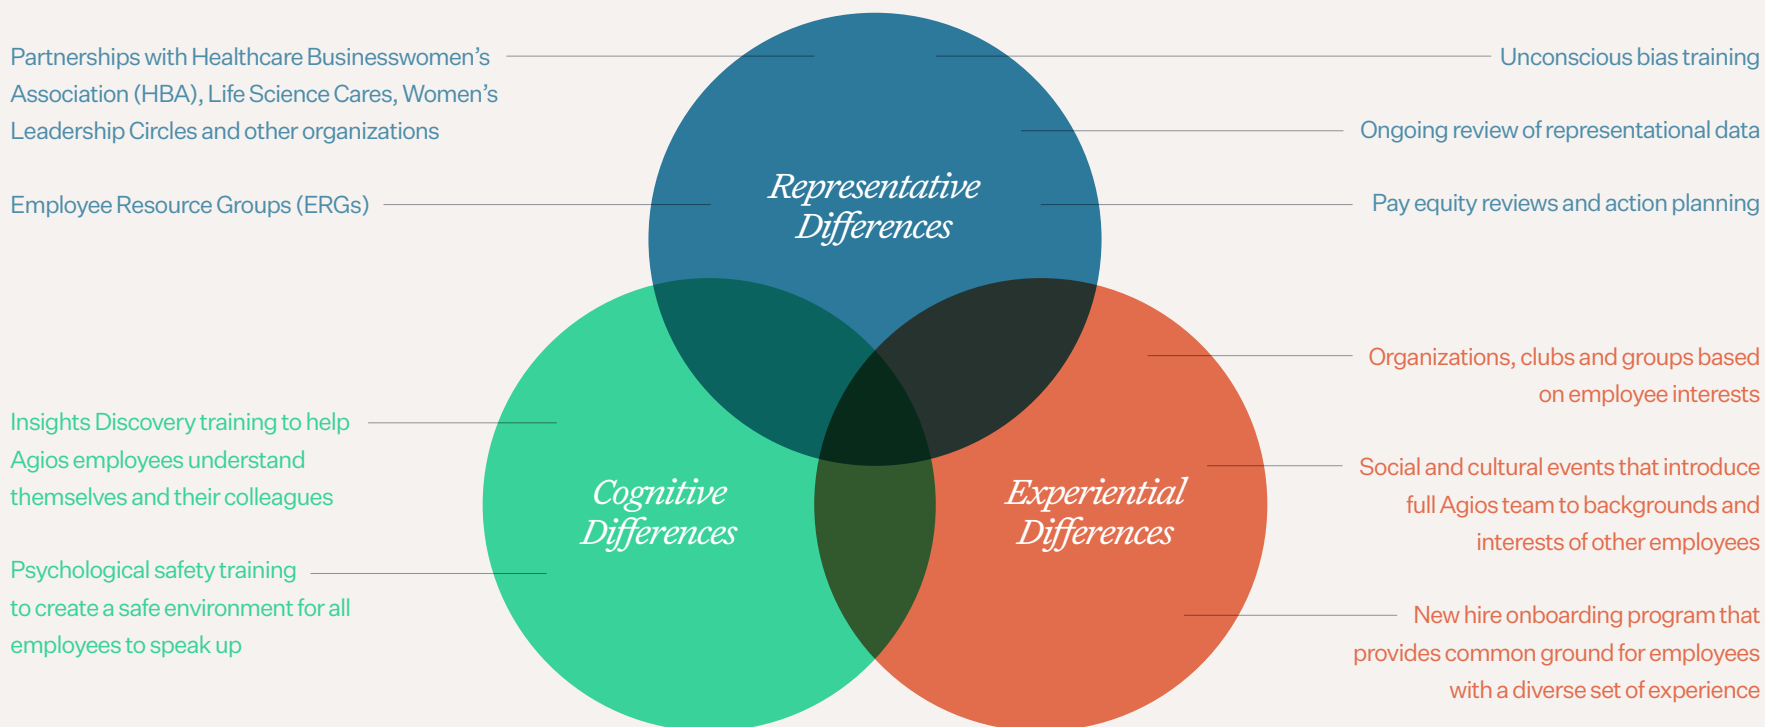 Partnerships with Healthcare Businesswomen’s
Association (HBA), Life Science Cares, Women’s
Leadership Circles and other organizations
Employee Resource Groups (ERGs)
Unconscious bias training
Ongoing review of representational data
Pay equity reviews and action planning
Representative
Differences
Insights Discovery training to help
Agios employees understand
themselves and their colleagues
Psychological safety training
to create a safe environment for all
employees to speak up
Cognitive
Differences
Experiential
Differences
Organizations, clubs and groups based
on employee interests
Social and cultural events that introduce
full Agios team to backgrounds and
interests of other employees
New hire onboarding program that
provides common ground for employees
with a diverse set of experience